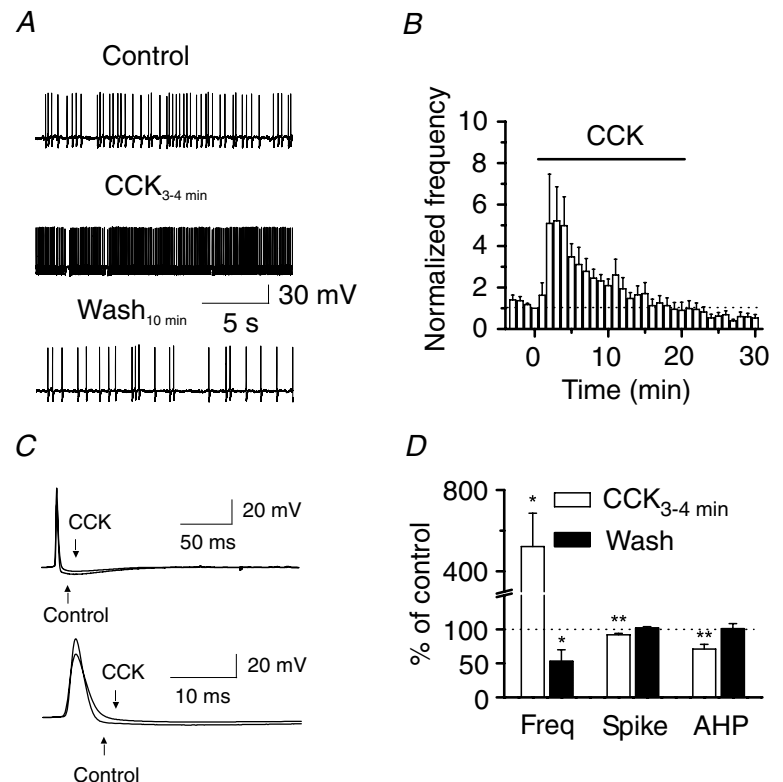 A
Control
CCK3-4 min
Wash10 min
30 mV
5 s
B
CCK
Normalized frequency
10
8
6
4
2
0
0 10 20 30
Time (min)
C
CCK
20 mV
50 ms
Control
CCK
20 mV
10 ms
Control
D
% of control
800
400
100
50
0
*
CCK3-4 min
Wash
*
**
**
Freq Spike AHP